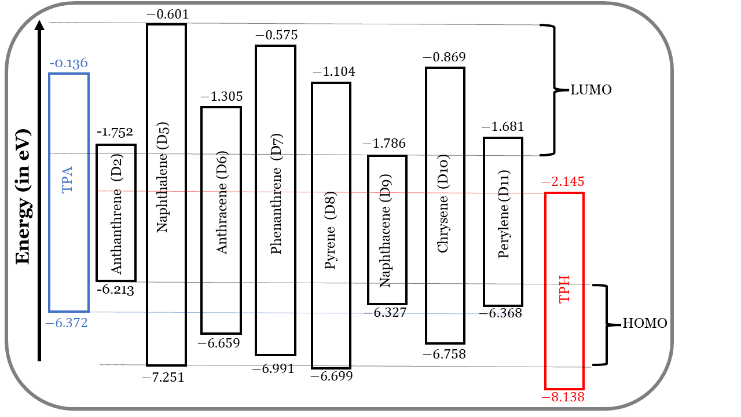 Energy (in eV)
-0.136
TPA
−6.372
-1.752
Anthanthrene (D2)
-6.213
−0.601
Naphthalene (D5)
−7.251
−1.305
Anthracene (D6)
−6.659
−0.575
Phenanthrene (D7)
−6.991
−1.104
Pyrene (D8)
−6.699
−1.786
Naphthacene (D9)
−6.327
−0.869
Chrysene (D10)
−6.758
−1.681
Perylene (D11)
−6.368
−2.145
TPH
−8.138
LUMO
HOMO